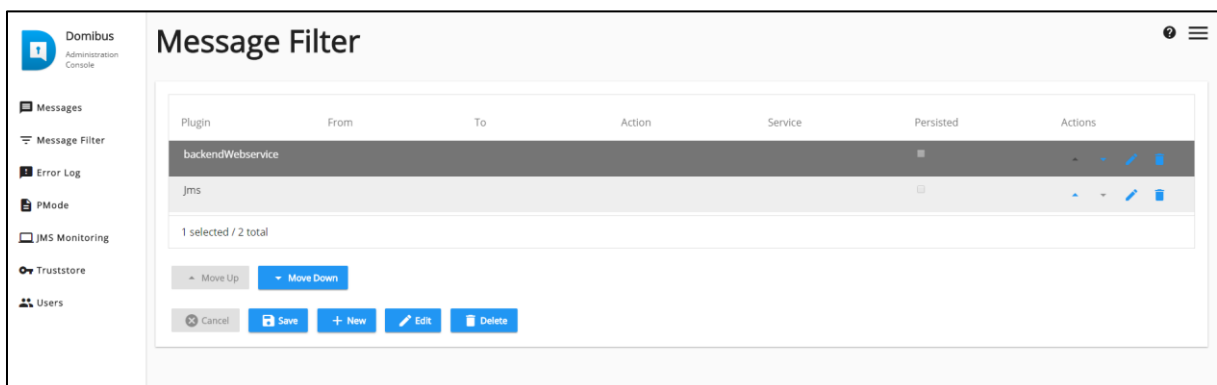 Domibus
Administration
Console
Messages
Message Filter
Error Log
PMode
JMS Monitoring
Truststore
Users
Message Filter
Plugin From To Action Service Persisted Actions
backendWebservice
Jms
1 selected / 2 total
Move Up Move Down
Cancel Save New Edit Delete